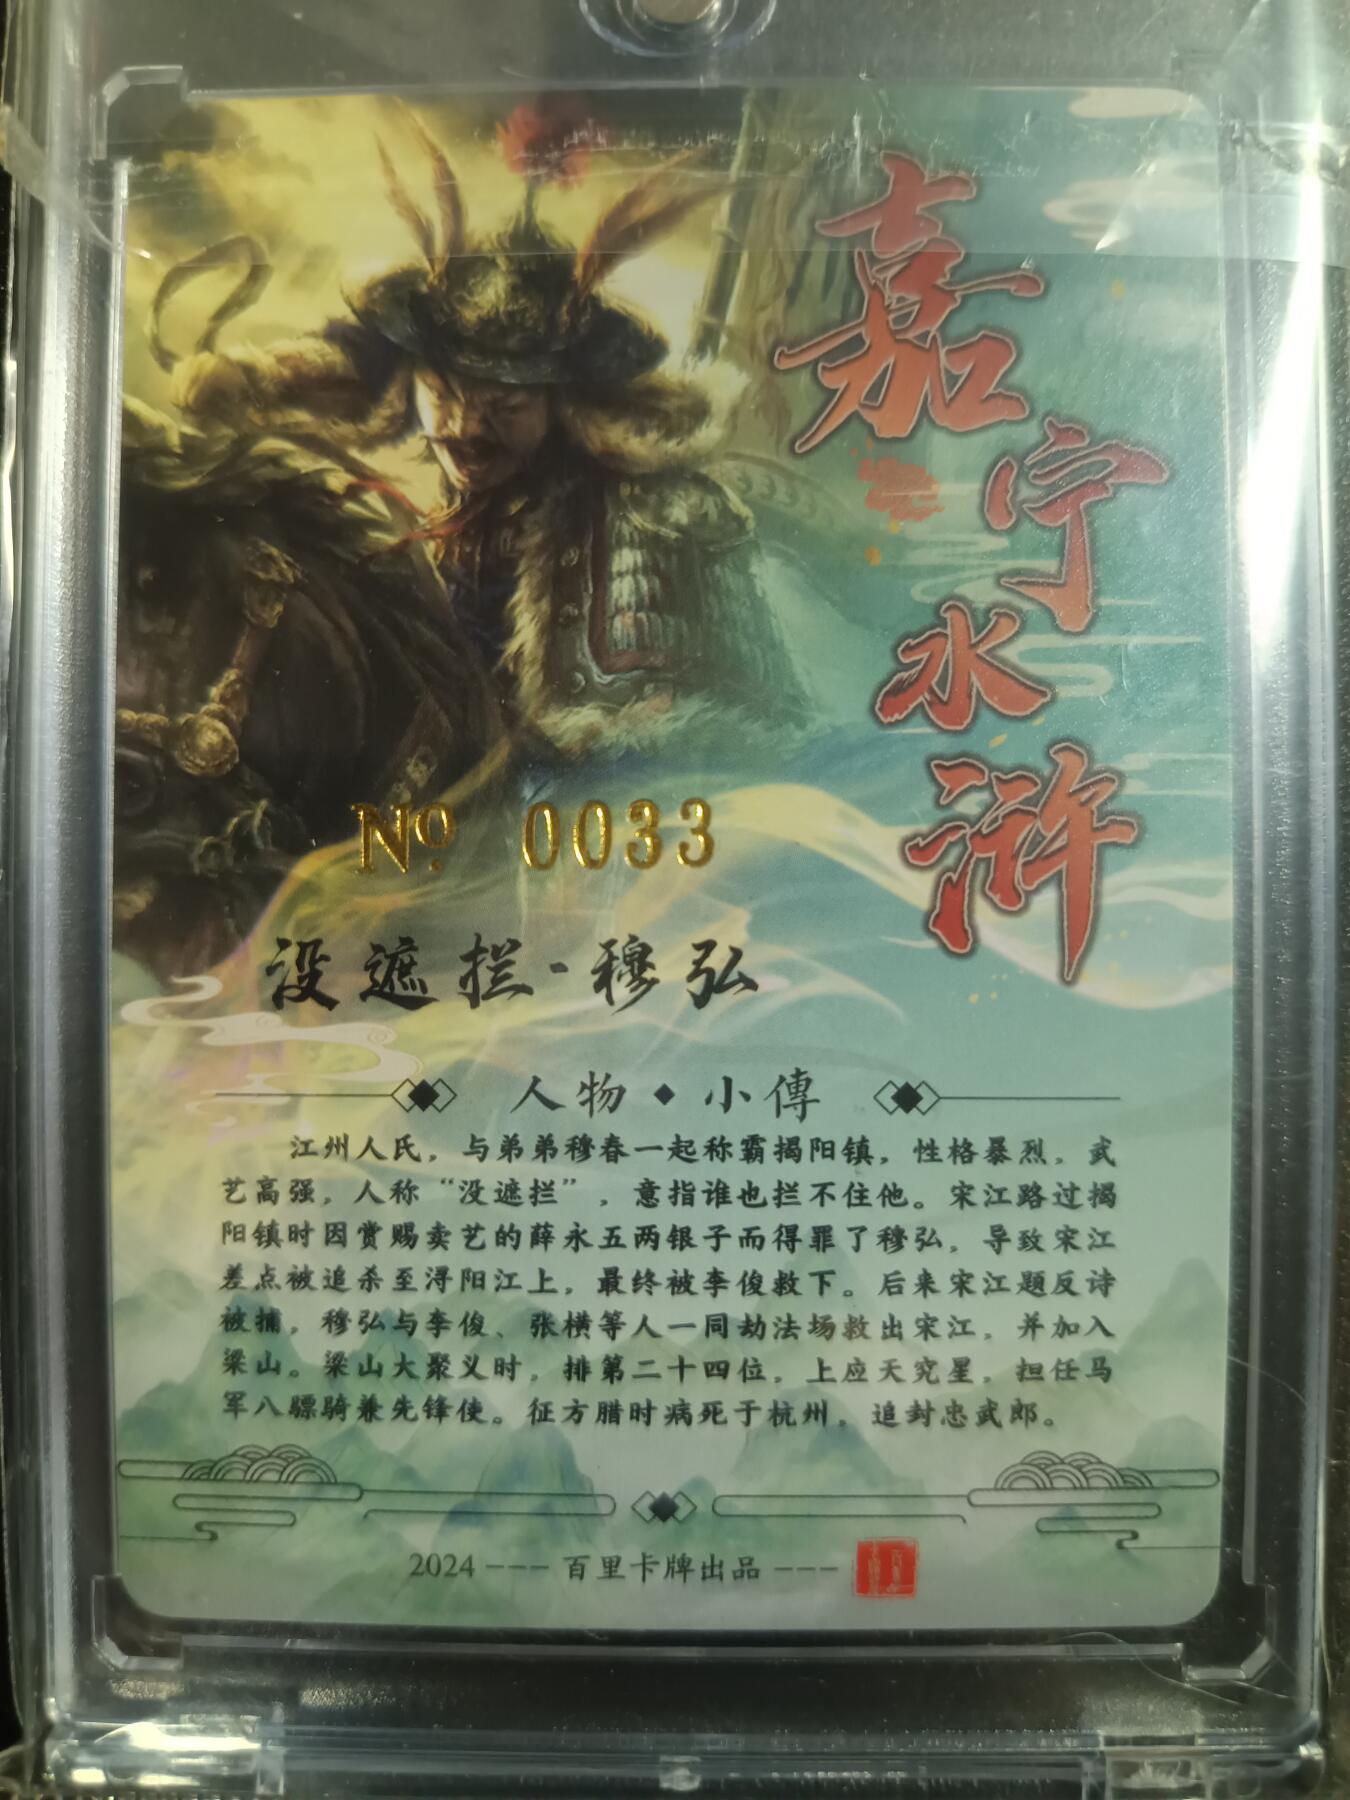 嘉宁水浒
Nº 0033
没遮拦-穆弘
人物◆小傳
江州人氏，与弟弟穆春一起称霸揭阳镇，性格暴烈，武
艺高强，人称“没遮拦”，意指谁也拦不住他。宋江路过揭
阳镇时因赏赐卖艺的薛永五两银子而得罪了穆弘，导致宋江
差点被追杀至浔阳江上，最终被李俊救下。后来宋江题反诗
被捕，穆弘与李俊、张横等人一同劫法场救出宋江，并加入
梁山。梁山大聚义时，排第二十四位，上应天究星，担任马
军八骠骑兼先锋使。征方腊时病死于杭州，追封忠武郎。
2024---百里卡牌出品---